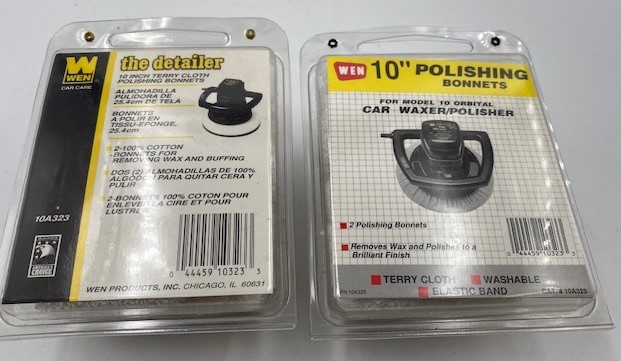 WEN
CAR CARE
the detailer
10 INCH TERRY CLOTH
POLISHING BONNETS
ALMOHADILLA
PULIDORA DE
25.4cm DE TELA
BONNETS
A POLIR EN
TISSU-EPONGE,
25.4cm
2-100% COTTON
BONNETS FOR
REMOVING WAX AND BUFFING
DOS (2) ALMOHADILLAS DE 100%
ALGODON PARA QUITAR CERA Y
PULIR
2-BONNETS 100% COTON POUR
ENLEVER LA CIRE ET POUR
LUSTRER
10A323
CHOICE
0 44459 10323 3
WEN PRODUCTS, INC. CHICAGO, IL 60631
WEN 10" POLISHING
BONNETS
FOR MODEL 10 ORBITAL
CAR WAXER/POLISHER
2 Polishing Bonnets
Removes Wax and Polishes to a
Brilliant Finish
0 44459 10323 3
TERRY CLOTH WASHABLE
ELASTIC BAND
CAT. # 10A323